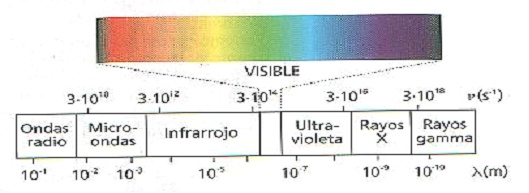 VISIBLE
3·10¹⁰ 3·10¹² 3·10¹⁴ 3·10¹⁶ 3·10¹⁸ ν(s⁻¹)
Ondas radio Micro-ondas Infrarrojo Ultra-violeta Rayos X Rayos gamma
10⁻¹ 10⁻² 10⁻³ 10⁻⁵ 10⁻⁷ 10⁻⁹ 10⁻¹⁰ λ(m)